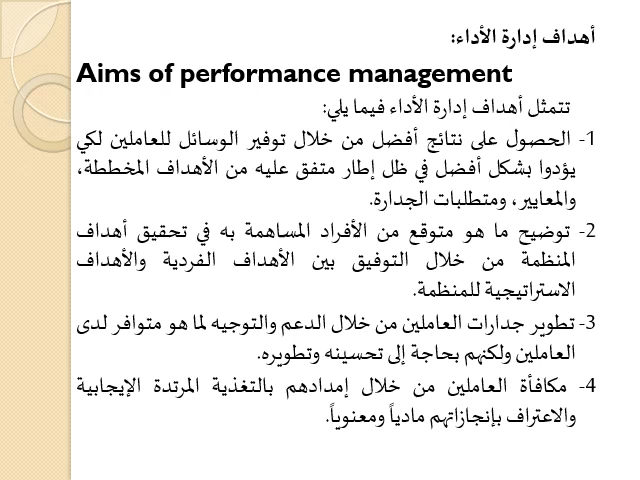 أهداف إدارة الأداء:
Aims of performance management
تتمثل أهداف إدارة الأداء فيما يلي:
1- الحصول على نتائج أفضل من خلال توفير الوسائل للعاملين لكي
يؤدوا بشكل أفضل في ظل إطار متفق عليه من الأهداف المخططة،
والمعايير، ومتطلبات الجدارة.
2- توضيح ما هو متوقع من الأفراد المساهمة به في تحقيق أهداف
المنظمة من خلال التوفيق بين الأهداف الفردية والأهداف
الاستراتيجية للمنظمة.
3- تطوير جدارات العاملين من خلال الدعم والتوجيه لما هو متوافر لدى
العاملين ولكنهم بحاجة إلى تحسينه وتطويره.
4- مكافأة العاملين من خلال إمدادهم بالتغذية المرتدة الإيجابية
والاعتراف بإنجازاتهم مادياً ومعنوياً.